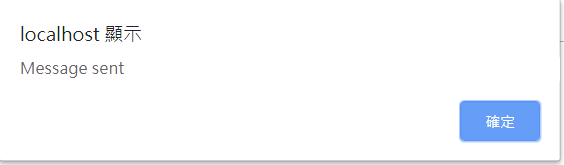 localhost 顯示
Message sent
確定